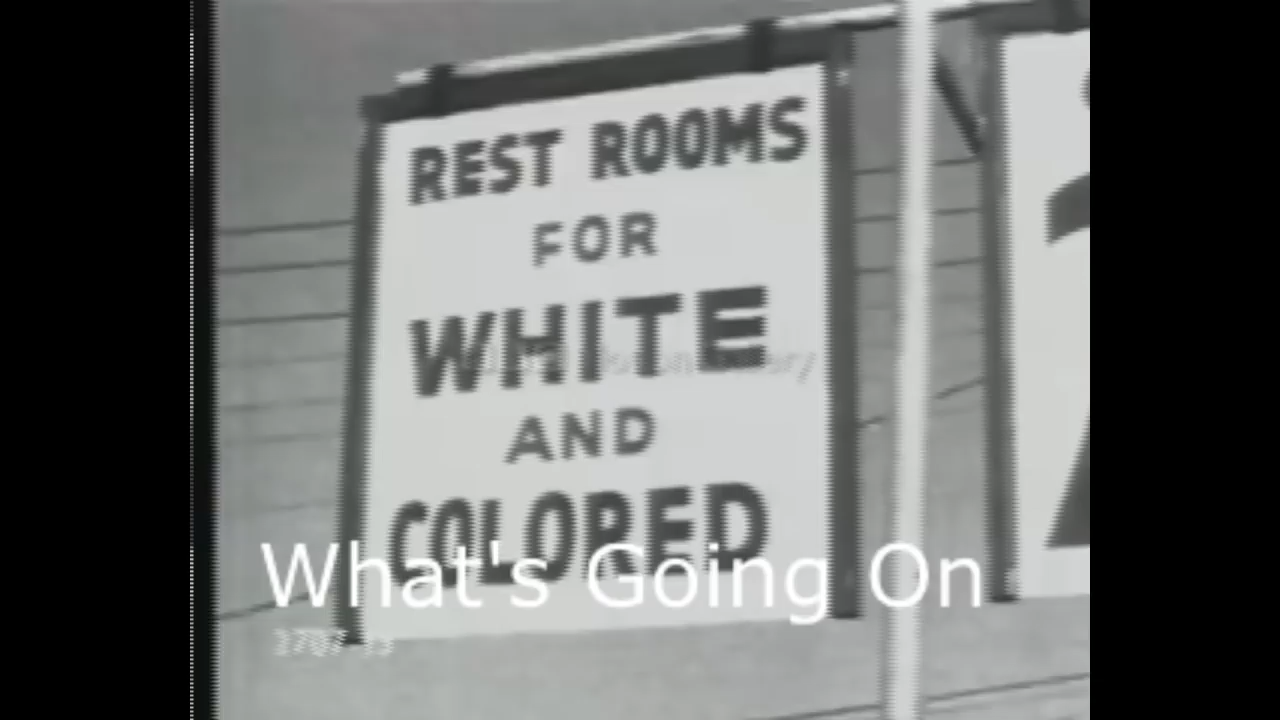 REST ROOMS
FOR
WHITE
AND
COLORED
What's Going On